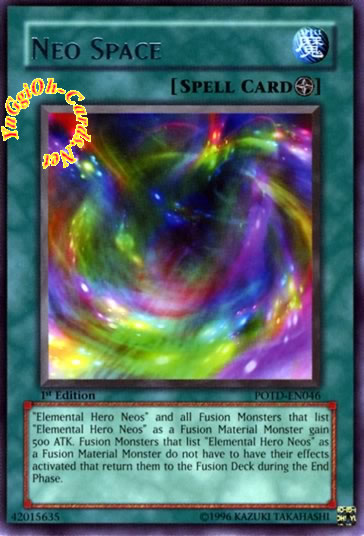 NEO SPACE
[SPELL CARD]
YuGgiOh-Cards.Net
1st Edition
POTD-EN046
"Elemental Hero Neos" and all Fusion Monsters that list
"Elemental Hero Neos" as a Fusion Material Monster gain
500 ATK. Fusion Monsters that list "Elemental Hero Neos" as
a Fusion Material Monster do not have to have their effects
activated that return them to the Fusion Deck during the End
Phase.
42015635
©1996 KAZUKI TAKAHASHI